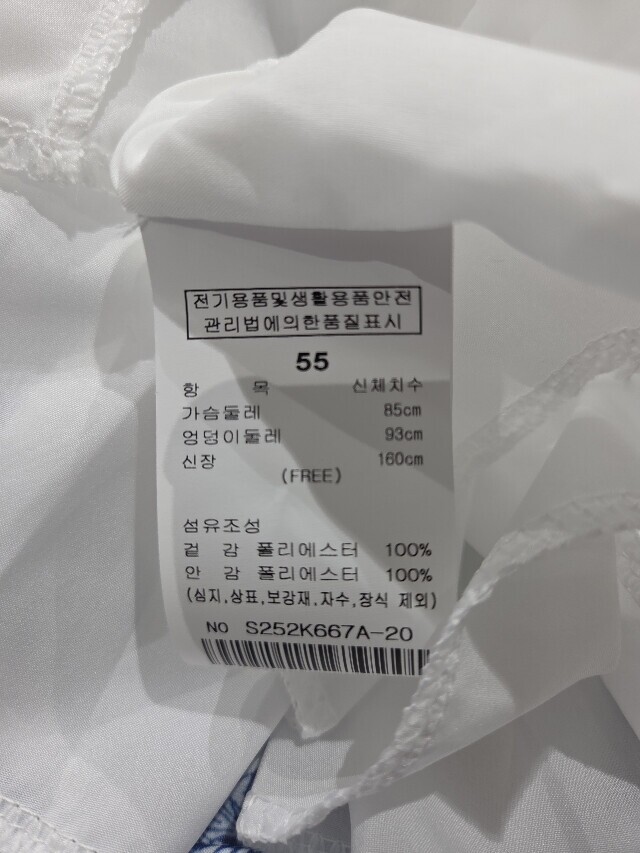 전기용품및생활용품안전
관리법에의한품질표시
55
항 목 신체치수
가슴둘레 85cm
엉덩이둘레 93cm
신장 160cm
(FREE)
섬유조성
겉 감 폴리에스터 100%
안 감 폴리에스터 100%
(심지,상표,보강재,자수,장식 제외)
NO S252K667A-20